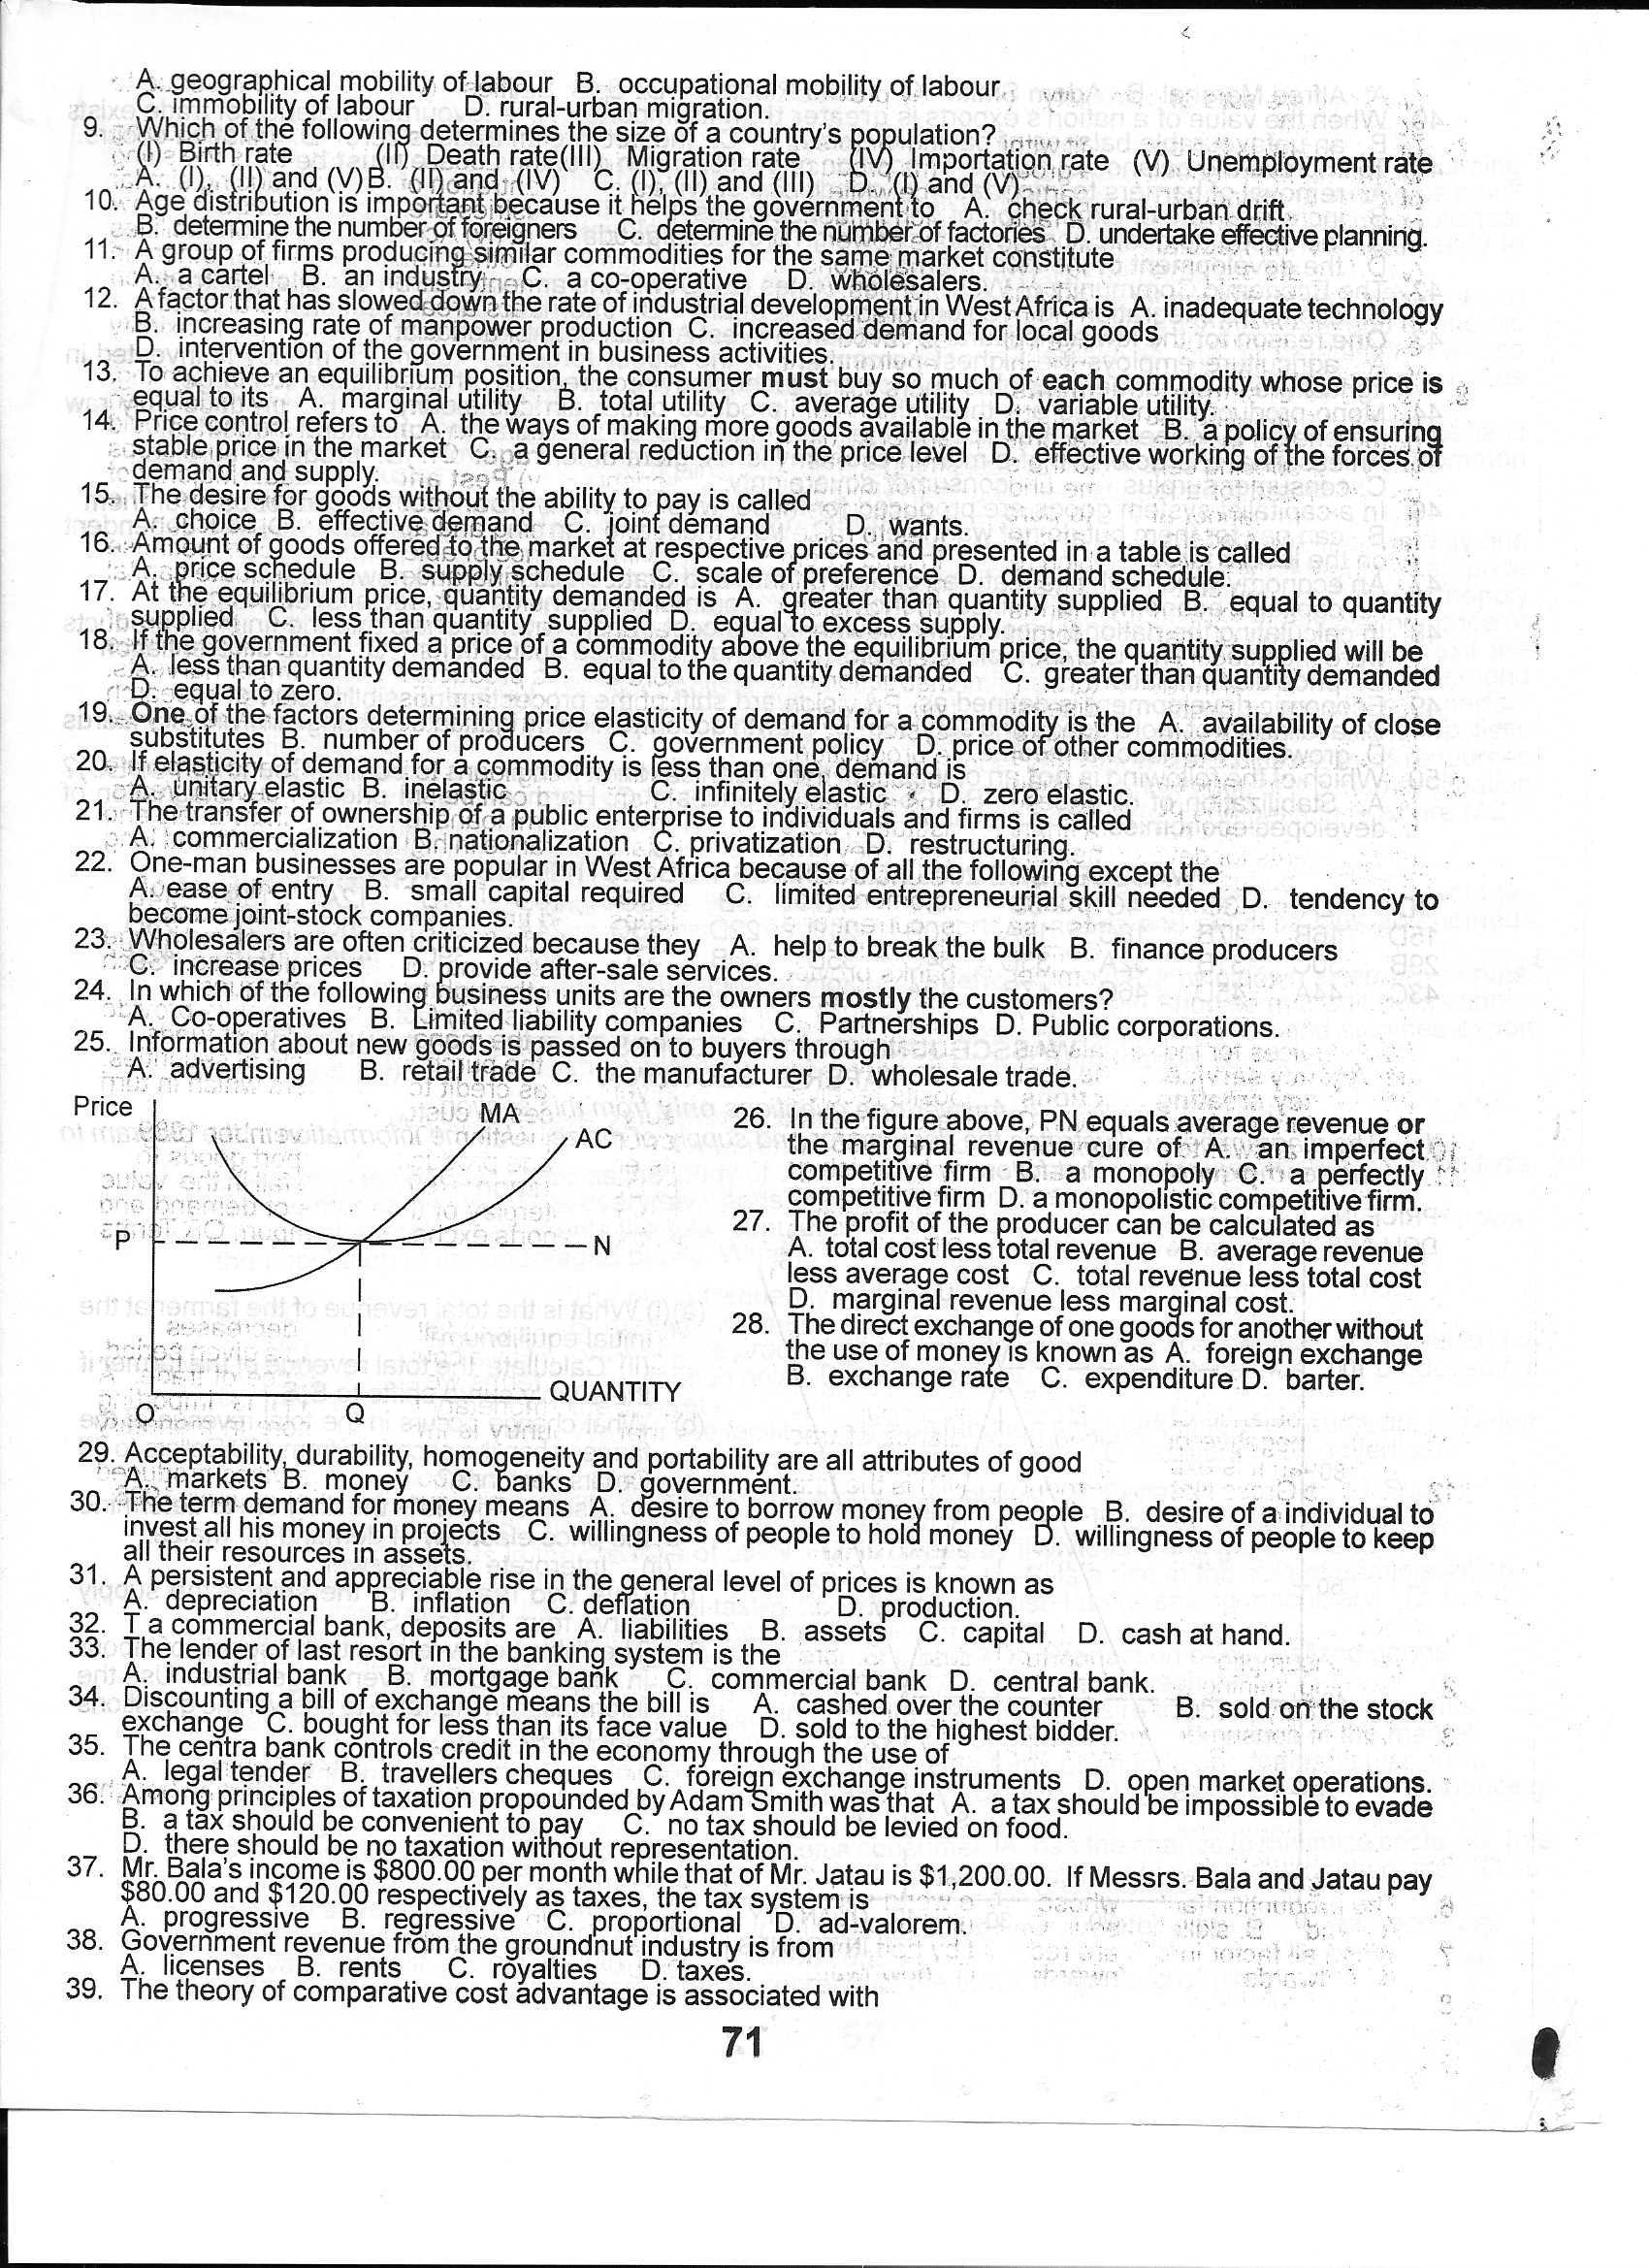 A. geographical mobility of labour B. occupational mobility of labour
C. immobility of labour D. rural-urban migration.
9. Which of the following determines the size of a country's population?
(I) Birth rate (II) Death rate(III) Migration rate (IV) Importation rate (V) Unemployment rate
A. (I), (II) and (V)B. (II) and (IV) C. (I), (II) and (III) D. (I) and (V)
10. Age distribution is important because it helps the government to A. check rural-urban drift
B. determine the number of foreigners C. determine the number of factories D. undertake effective planning.
11. A group of firms producing similar commodities for the same market constitute
A. a cartel B. an industry C. a co-operative D. wholesalers.
12. A factor that has slowed down the rate of industrial development in West Africa is A. inadequate technology
B. increasing rate of manpower production C. increased demand for local goods
D. intervention of the government in business activities.
13. To achieve an equilibrium position, the consumer must buy so much of each commodity whose price is
equal to its A. marginal utility B. total utility C. average utility D. variable utility.
14. Price control refers to A. the ways of making more goods available in the market B. a policy of ensuring
stable price in the market C. a general reduction in the price level D. effective working of the forces of
demand and supply.
15. The desire for goods without the ability to pay is called
A. choice B. effective demand C. joint demand D. wants.
16. Amount of goods offered to the market at respective prices and presented in a table is called
A. price schedule B. supply schedule C. scale of preference D. demand schedule.
17. At the equilibrium price, quantity demanded is A. greater than quantity supplied B. equal to quantity
supplied C. less than quantity supplied D. equal to excess supply.
18. If the government fixed a price of a commodity above the equilibrium price, the quantity supplied will be
A. less than quantity demanded B. equal to the quantity demanded C. greater than quantity demanded
D. equal to zero.
19. One of the factors determining price elasticity of demand for a commodity is the A. availability of close
substitutes B. number of producers C. government policy D. price of other commodities.
20. If elasticity of demand for a commodity is less than one, demand is
A. unitary elastic B. inelastic C. infinitely elastic D. zero elastic.
21. The transfer of ownership of a public enterprise to individuals and firms is called
A. commercialization B. nationalization C. privatization D. restructuring.
22. One-man businesses are popular in West Africa because of all the following except the
A. ease of entry B. small capital required C. limited entrepreneurial skill needed D. tendency to
become joint-stock companies.
23. Wholesalers are often criticized because they A. help to break the bulk B. finance producers
C. increase prices D. provide after-sale services.
24. In which of the following business units are the owners mostly the customers?
A. Co-operatives B. Limited liability companies C. Partnerships D. Public corporations.
25. Information about new goods is passed on to buyers through
A. advertising B. retail trade C. the manufacturer D. wholesale trade.
Price
MA
AC
P
N
QUANTITY
O
Q
26. In the figure above, PN equals average revenue or
the marginal revenue cure of A. an imperfect
competitive firm B. a monopoly C. a perfectly
competitive firm D. a monopolistic competitive firm.
27. The profit of the producer can be calculated as
A. total cost less total revenue B. average revenue
less average cost C. total revenue less total cost
D. marginal revenue less marginal cost.
28. The direct exchange of one goods for another without
the use of money is known as A. foreign exchange
B. exchange rate C. expenditure D. barter.
29. Acceptability, durability, homogeneity and portability are all attributes of good
A. markets B. money C. banks D. government.
30. The term demand for money means A. desire to borrow money from people B. desire of a individual to
invest all his money in projects C. willingness of people to hold money D. willingness of people to keep
all their resources in assets.
31. A persistent and appreciable rise in the general level of prices is known as
A. depreciation B. inflation C. deflation D. production.
32. T a commercial bank, deposits are A. liabilities B. assets C. capital D. cash at hand.
33. The lender of last resort in the banking system is the
A. industrial bank B. mortgage bank C. commercial bank D. central bank.
34. Discounting a bill of exchange means the bill is A. cashed over the counter B. sold on the stock
exchange C. bought for less than its face value D. sold to the highest bidder.
35. The centra bank controls credit in the economy through the use of
A. legal tender B. travellers cheques C. foreign exchange instruments D. open market operations.
36. Among principles of taxation propounded by Adam Smith was that A. a tax should be impossible to evade
B. a tax should be convenient to pay C. no tax should be levied on food.
D. there should be no taxation without representation.
37. Mr. Bala's income is $800.00 per month while that of Mr. Jatau is $1,200.00. If Messrs. Bala and Jatau pay
$80.00 and $120.00 respectively as taxes, the tax system is
A. progressive B. regressive C. proportional D. ad-valorem.
38. Government revenue from the groundnut industry is from
A. licenses B. rents C. royalties D. taxes.
39. The theory of comparative cost advantage is associated with
71